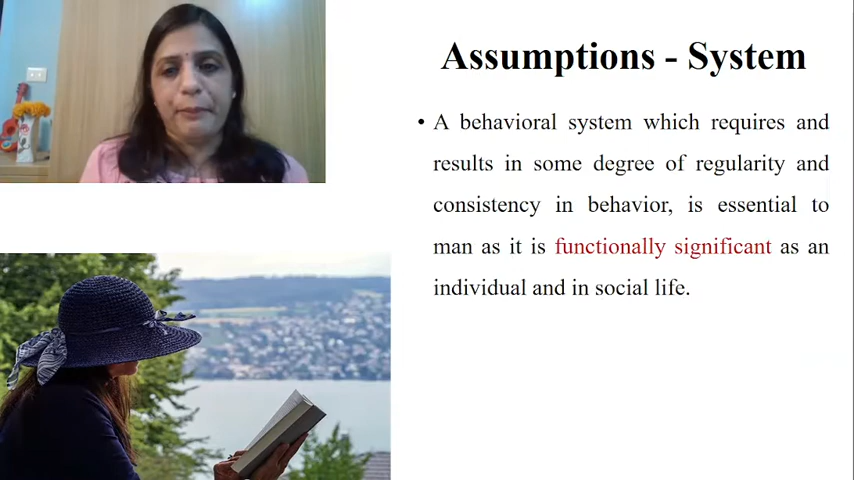 Assumptions - System
• A behavioral system which requires and
results in some degree of regularity and
consistency in behavior, is essential to
man as it is functionally significant as an
individual and in social life.